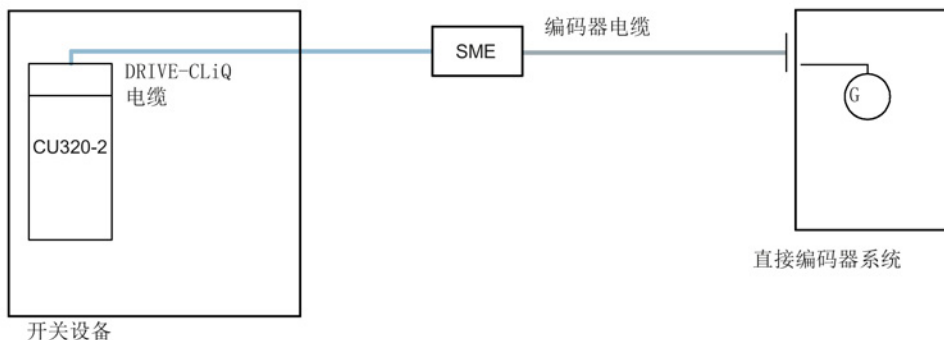 编码器电缆
SME
DRIVE-CLiQ
电缆
CU320-2
G
直接编码器系统
开关设备